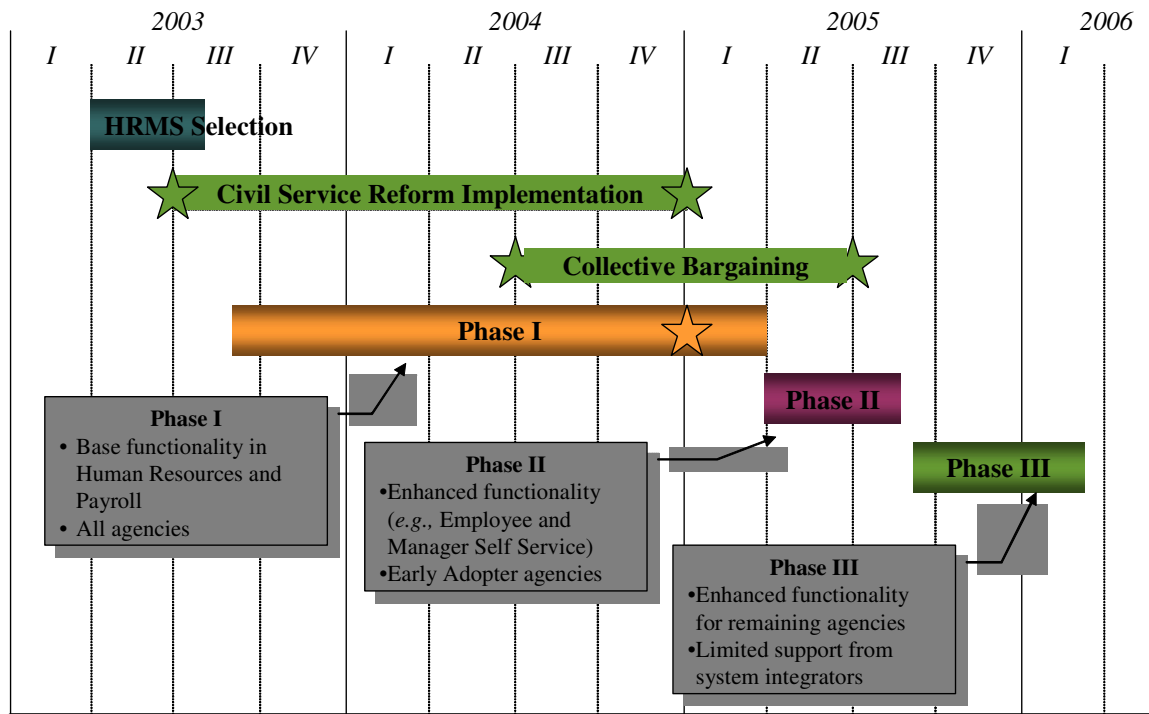 2003 2004 2005 2006
I II III IV I II III IV I II III IV I
HRMS Selection
Civil Service Reform Implementation
Collective Bargaining
Phase I
Phase II
Phase III
Phase I
• Base functionality in
Human Resources and
Payroll
• All agencies
Phase II
•Enhanced functionality
(e.g., Employee and
Manager Self Service)
•Early Adopter agencies
Phase III
•Enhanced functionality
for remaining agencies
•Limited support from
system integrators